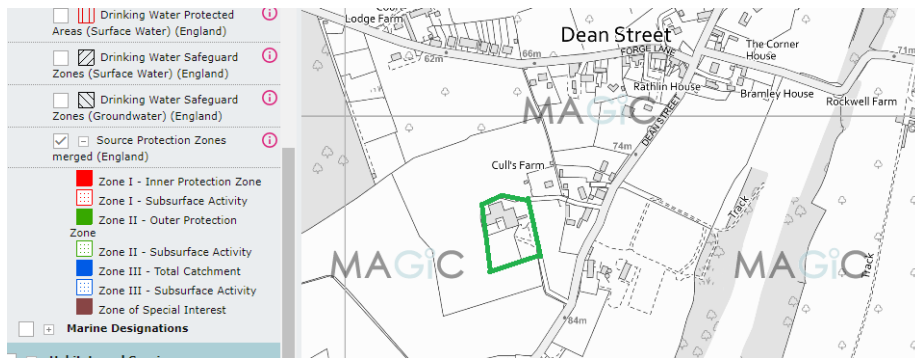 Drinking Water Protected
Areas (Surface Water) (England)
Drinking Water Safeguard
Zones (Surface Water) (England)
Drinking Water Safeguard
Zones (Groundwater) (England)
Source Protection Zones
merged (England)
Zone I - Inner Protection Zone
Zone I - Subsurface Activity
Zone II - Outer Protection
Zone
Zone II - Subsurface Activity
Zone III - Total Catchment
Zone III - Subsurface Activity
Zone of Special Interest
Marine Designations
Lodge Farm
62m
66m
Dean Street
FORGE LANE
The Corner
House
71m
Rathlin House
Bramley House
Rockwell Farm
MAGiC
DEAN STREET
74m
Cull's Farm
Track
MAGiC
MAGiC
Track
84m